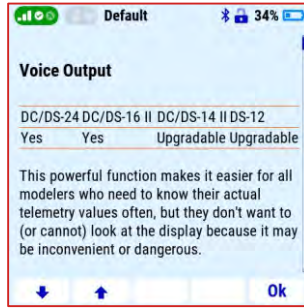 Default 34%
Voice Output
DC/DS-24 DC/DS-16 II DC/DS-14 II DS-12
Yes Yes Upgradable Upgradable
This powerful function makes it easier for all
modelers who need to know their actual
telemetry values often, but they don't want to
(or cannot) look at the display because it may
be inconvenient or dangerous.
Ok